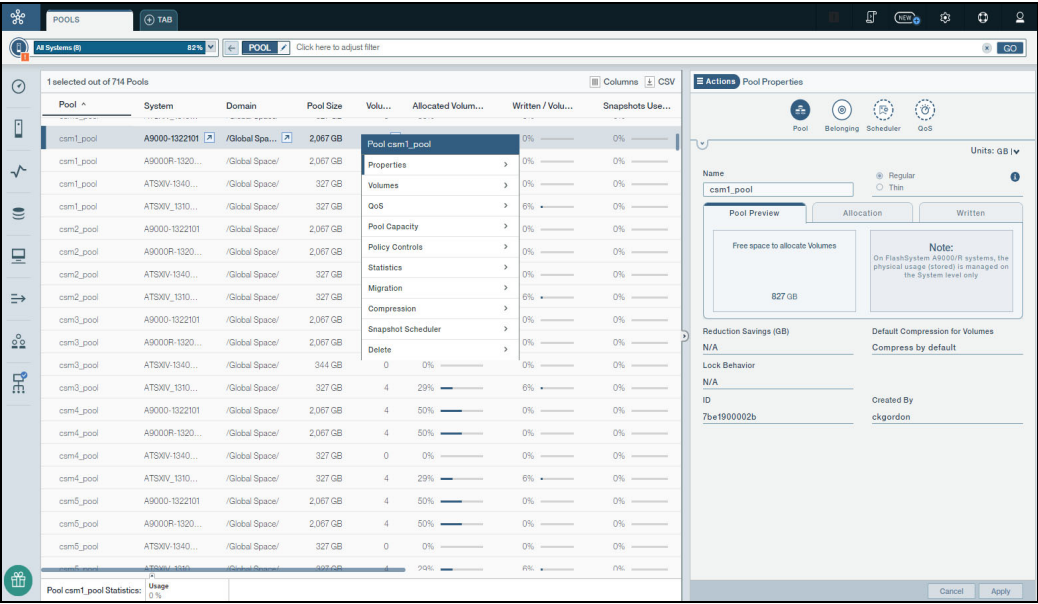 POOLS
TAB
NEW
All Systems (8) 82%
POOL
Click here to adjust filter
GO
1 selected out of 714 Pools
Columns CSV
Pool System Domain Pool Size Volu... Allocated Volum... Written / Volu... Snapshots Use...
csm1_pool A9000-1322101 /Global Spa... 2,067 GB 0% 0%
csm1_pool A9000R-1320... /Global Space/ 2,067 GB 0% 0%
csm1_pool ATSXIV-1340... /Global Space/ 327 GB 0% 0%
csm1_pool ATSXIV_1310... /Global Space/ 327 GB 6% 0%
csm2_pool A9000-1322101 /Global Space/ 2,067 GB 0% 0%
csm2_pool A9000R-1320... /Global Space/ 2,067 GB 0% 0%
csm2_pool ATSXIV-1340... /Global Space/ 327 GB 0% 0%
csm2_pool ATSXIV_1310... /Global Space/ 327 GB 6% 0%
csm3_pool A9000-1322101 /Global Space/ 2,067 GB 0% 0%
csm3_pool A9000R-1320... /Global Space/ 2,067 GB 0% 0%
csm3_pool ATSXIV-1340... /Global Space/ 344 GB 0 0% 0% 0%
csm3_pool ATSXIV_1310... /Global Space/ 327 GB 4 29% 6% 0%
csm4_pool A9000-1322101 /Global Space/ 2,067 GB 4 50% 0% 0%
csm4_pool A9000R-1320... /Global Space/ 2,067 GB 4 50% 0% 0%
csm4_pool ATSXIV-1340... /Global Space/ 327 GB 0 0% 0% 0%
csm4_pool ATSXIV_1310... /Global Space/ 327 GB 4 29% 6% 0%
csm5_pool A9000-1322101 /Global Space/ 2,067 GB 4 50% 0% 0%
csm5_pool A9000R-1320... /Global Space/ 2,067 GB 4 50% 0% 0%
csm5_pool ATSXIV-1340... /Global Space/ 327 GB 0 0% 0% 0%
29% 6% 0%
Pool csm1_pool
Properties
Volumes
QoS
Pool Capacity
Policy Controls
Statistics
Migration
Compression
Snapshot Scheduler
Delete
Pool csm1_pool Statistics:
Usage
0 %
Actions Pool Properties
Pool Belonging Scheduler QoS
Units: GB
Name
csm1_pool
Regular
Thin
Pool Preview Allocation Written
Free space to allocate Volumes
827 GB
Note:
On FlashSystem A9000/R systems, the
physical usage (stored) is managed on
the System level only
Reduction Savings (GB) Default Compression for Volumes
N/A Compress by default
Lock Behavior
N/A
ID Created By
7be1900002b ckgordon
Cancel Apply